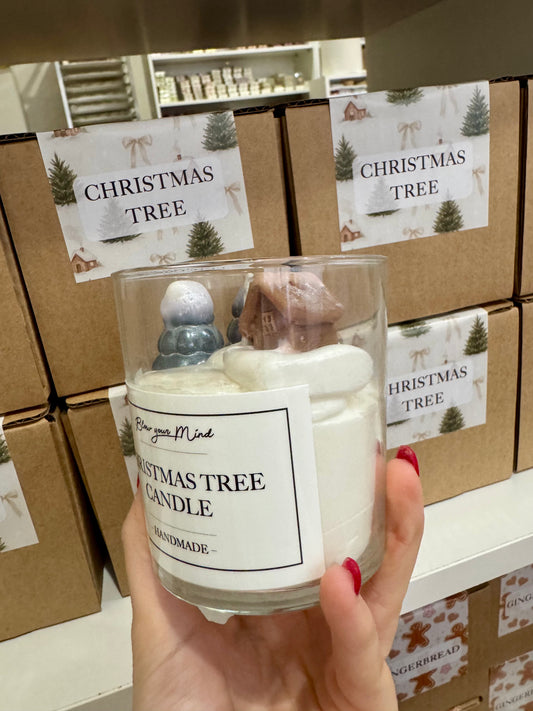 CHRISTMAS
TREE
CHRISTMAS
TREE
CHRISTMAS
TREE
Blow your Mind
RISTMAS TREE
CANDLE
HANDMADE –
GINGERBREAD